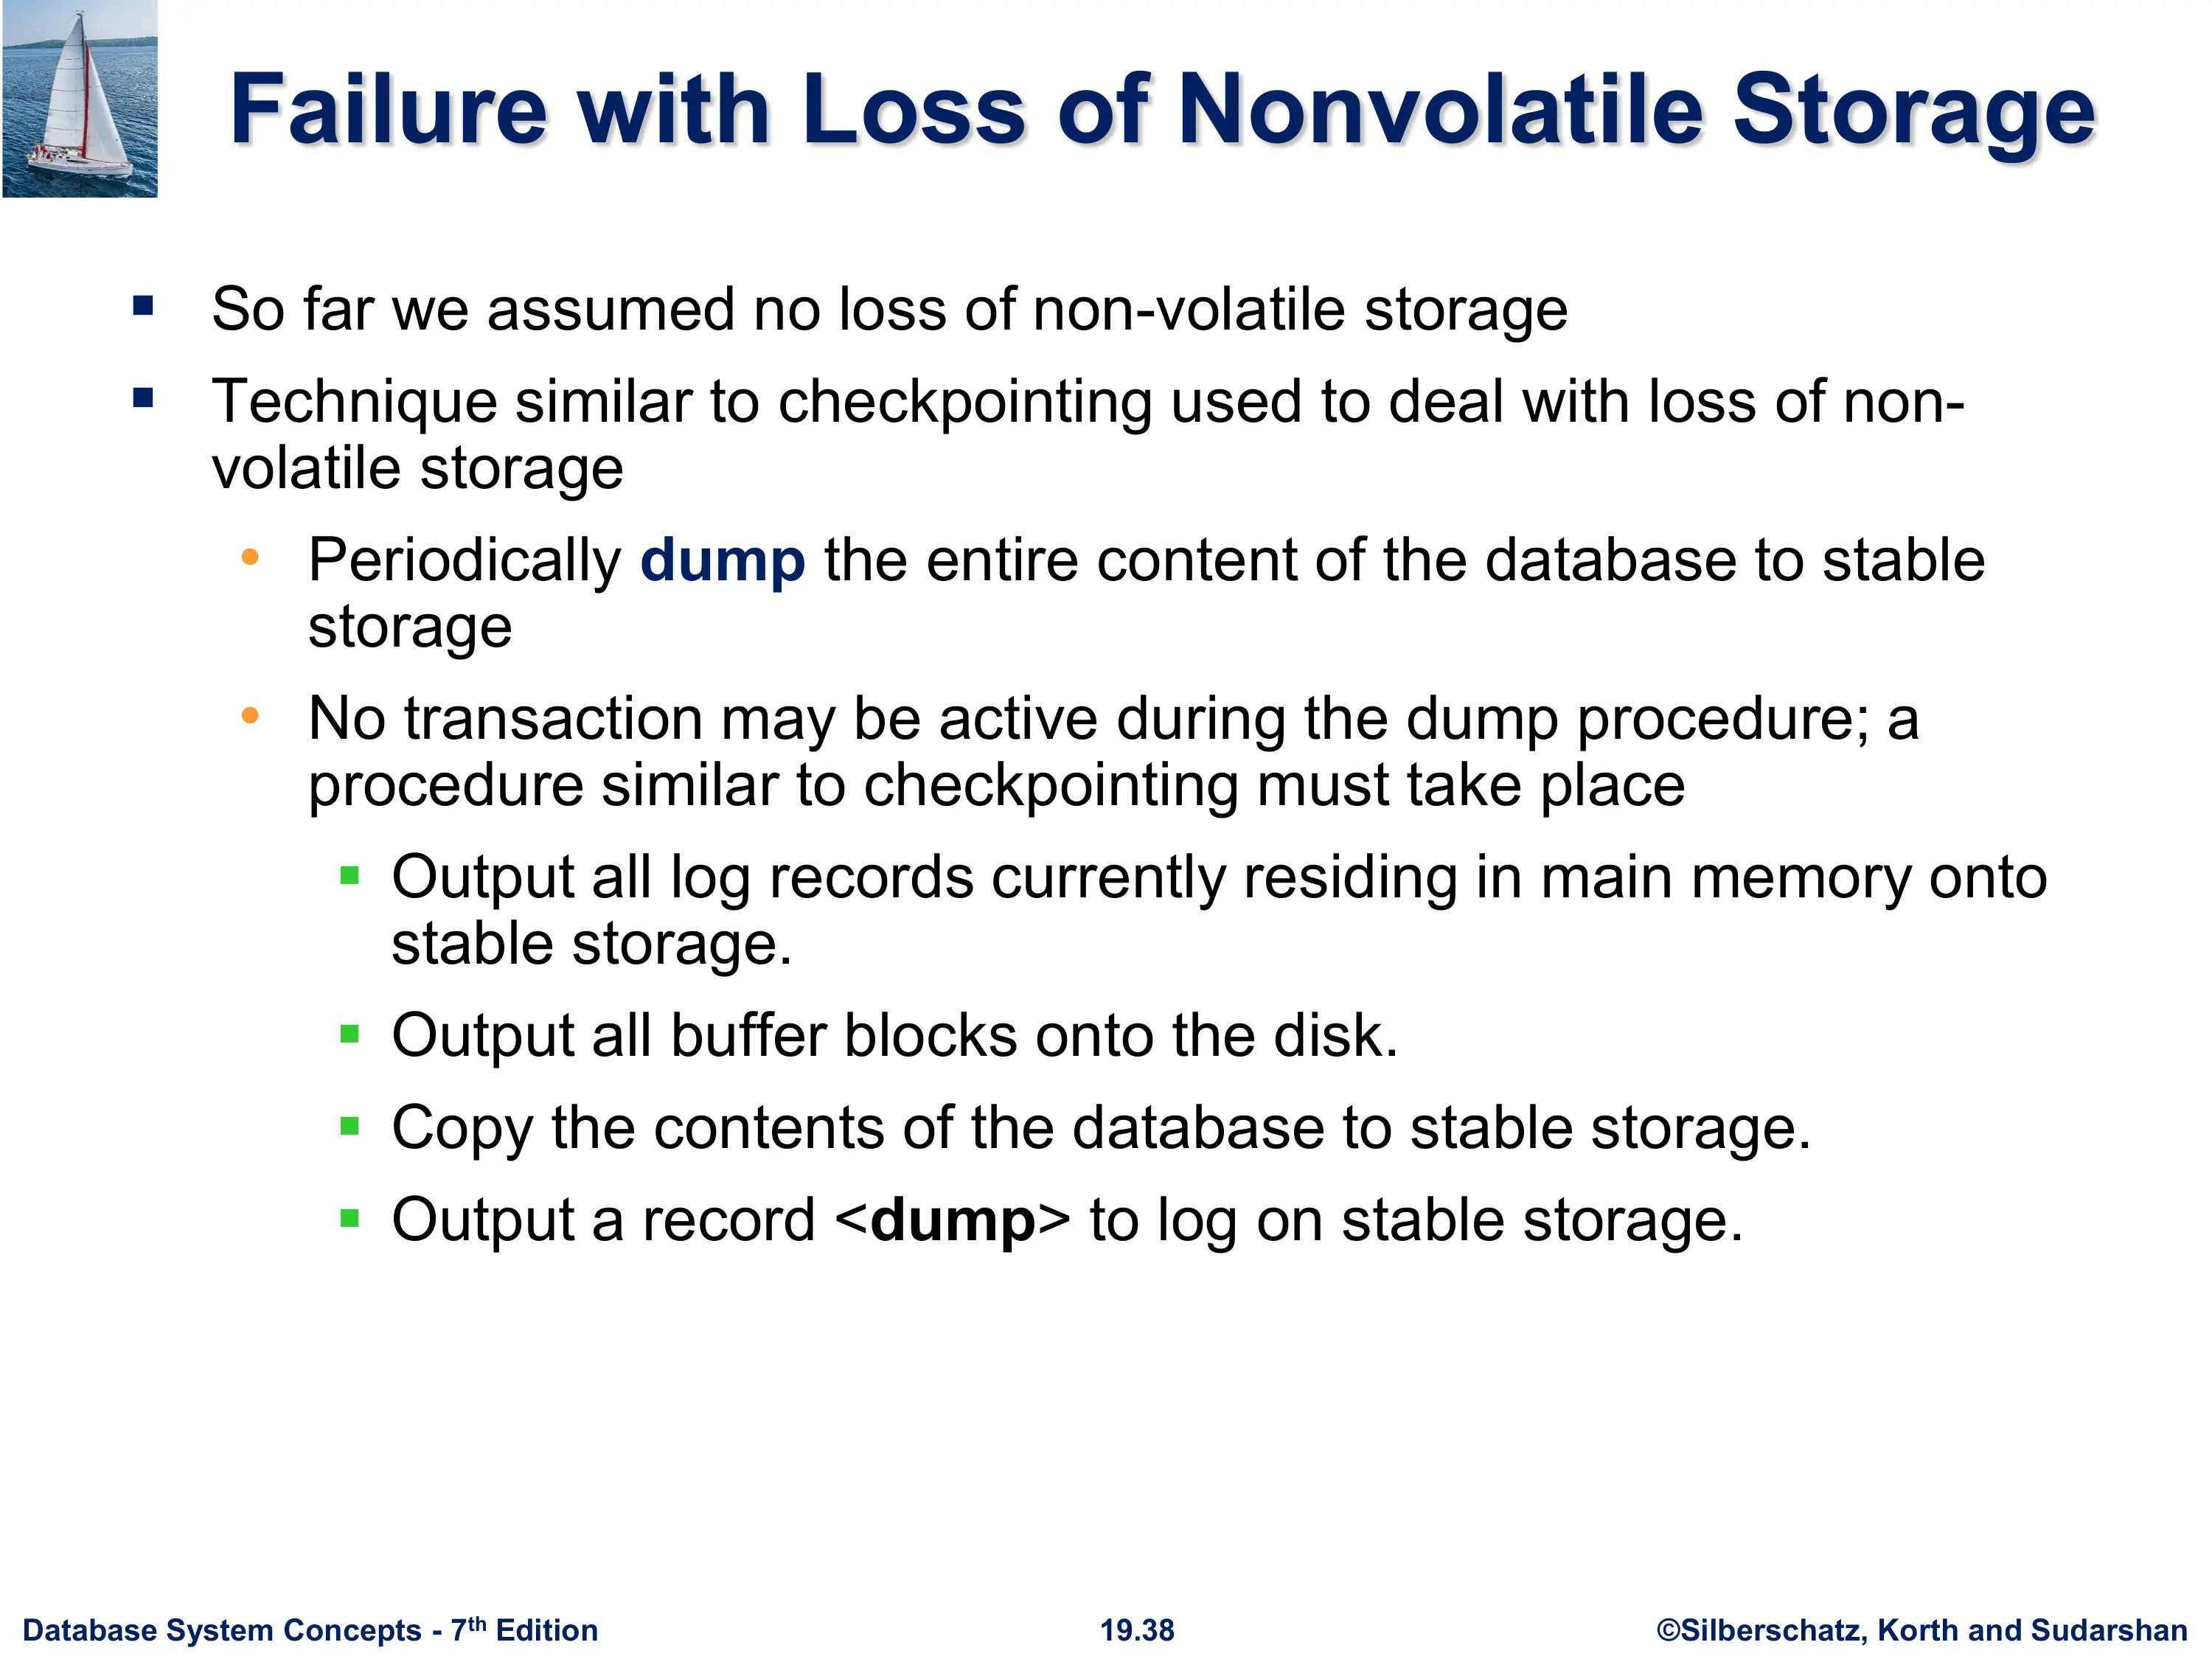 Failure with Loss of Nonvolatile Storage
▪ So far we assumed no loss of non-volatile storage
▪ Technique similar to checkpointing used to deal with loss of non-
volatile storage
• Periodically dump the entire content of the database to stable
storage
• No transaction may be active during the dump procedure; a
procedure similar to checkpointing must take place
▪ Output all log records currently residing in main memory onto
stable storage.
▪ Output all buffer blocks onto the disk.
▪ Copy the contents of the database to stable storage.
▪ Output a record <dump> to log on stable storage.
Database System Concepts - 7th Edition 19.38 ©Silberschatz, Korth and Sudarshan